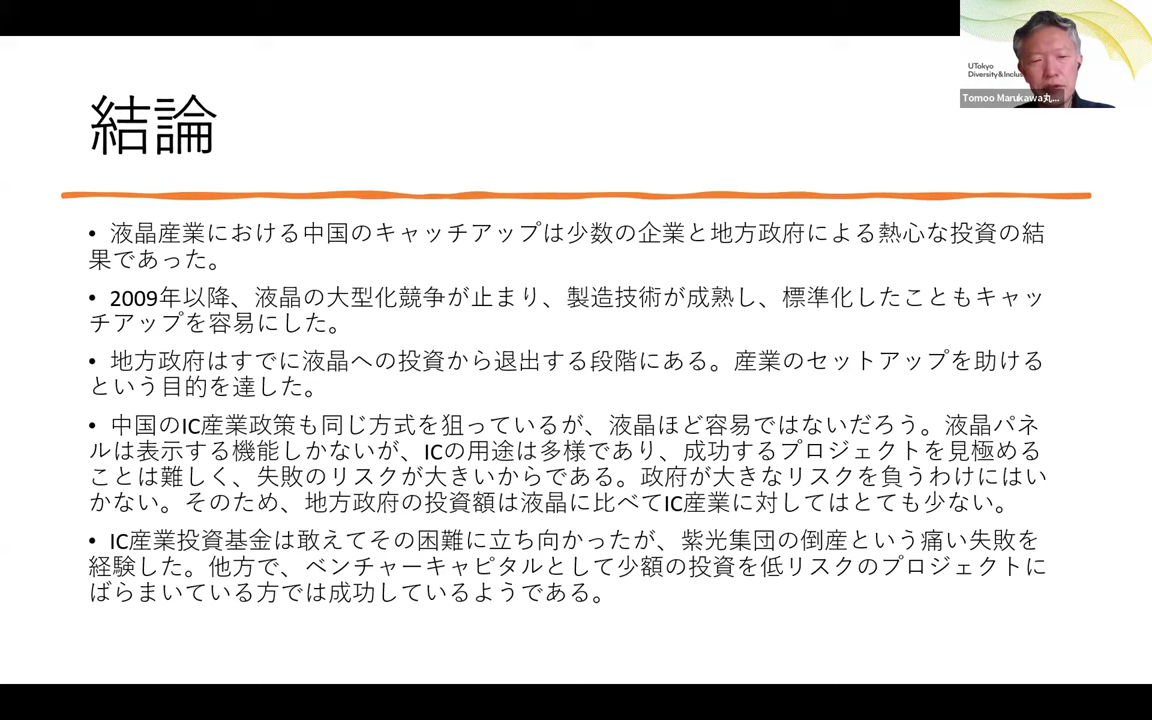 UTokyo
Diversity&Inclus
Tomoo Marukawa丸...
結論
• 液晶産業における中国のキャッチアップは少数の企業と地方政府による熱心な投資の結
果であった。
• 2009年以降、液晶の大型化競争が止まり、製造技術が成熟し、標準化したこともキャッ
チアップを容易にした。
• 地方政府はすでに液晶への投資から退出する段階にある。産業のセットアップを助ける
という目的を達した。
• 中国のIC産業政策も同じ方式を狙っているが、液晶ほど容易ではないだろう。液晶パネ
ルは表示する機能しかないが、ICの用途は多様であり、成功するプロジェクトを見極める
ことは難しく、失敗のリスクが大きいからである。政府が大きなリスクを負うわけにはい
かない。そのため、地方政府の投資額は液晶に比べてIC産業に対してはとても少ない。
• IC産業投資基金は敢えてその困難に立ち向かったが、紫光集団の倒産という痛い失敗を
経験した。他方で、ベンチャーキャピタルとして少額の投資を低リスクのプロジェクトに
ばらまいている方では成功しているようである。